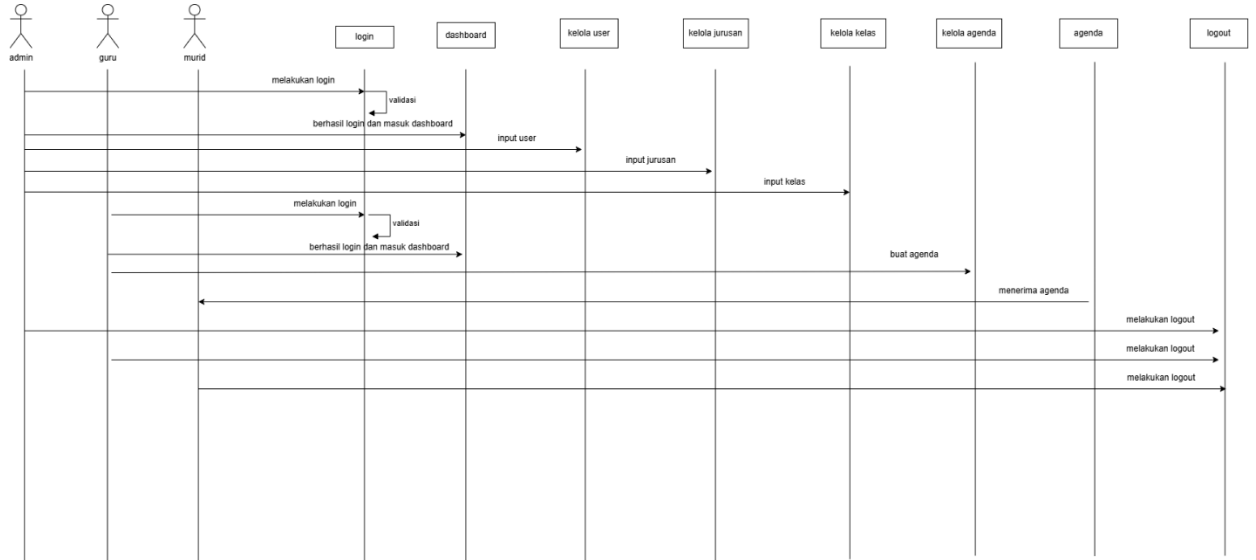 login
dashboard
kelola user
kelola jurusan
kelola kelas
kelola agenda
agenda
logout
admin
guru
murid
melakukan login
validasi
berhasil login dan masuk dashboard
input user
input jurusan
input kelas
melakukan login
validasi
berhasil login dan masuk dashboard
buat agenda
menerima agenda
melakukan logout
melakukan logout
melakukan logout